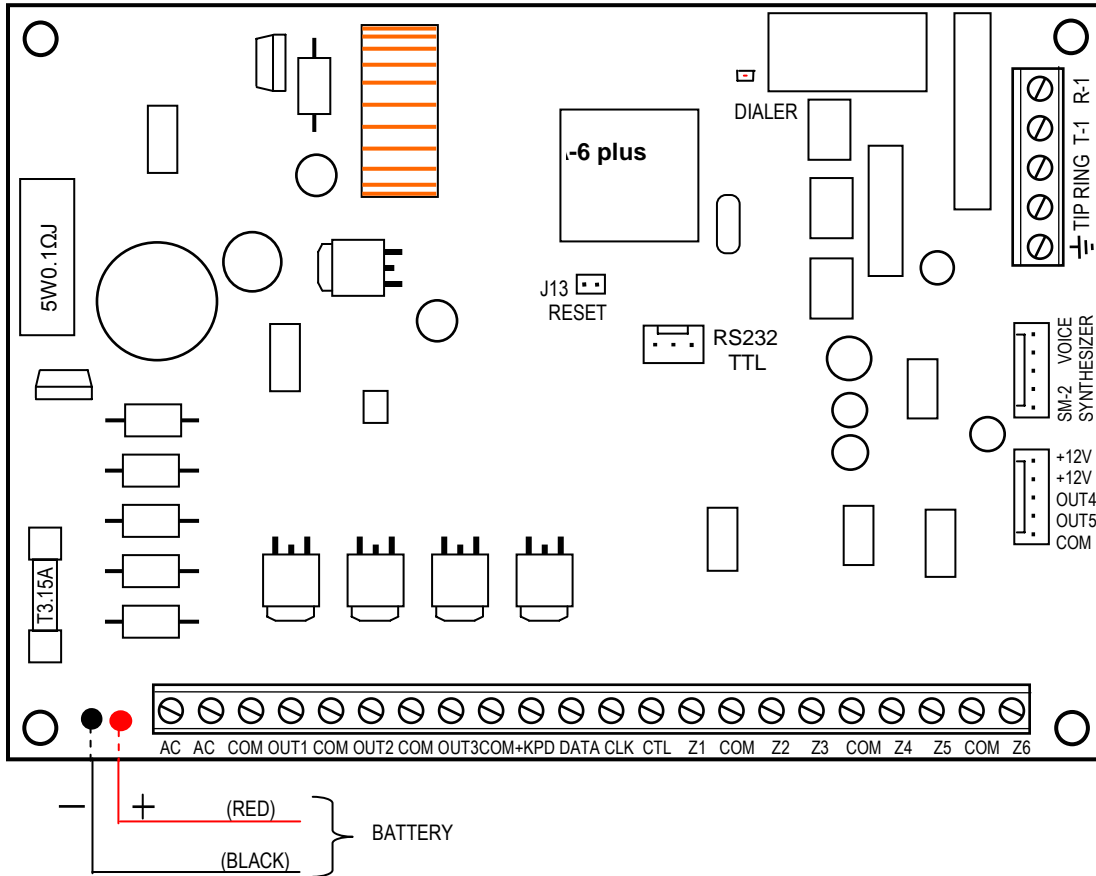 DIALER
-6 plus
R-1
T-1
RING
TIP
5W0.1ΩJ
J13
RESET
RS232
TTL
VOICE
SYNTHESIZER
SM-2
+12V
+12V
OUT4
OUT5
COM
T3.15A
AC AC COM OUT1 COM OUT2 COM OUT3 COM +KPD DATA CLK CTL Z1 COM Z2 Z3 COM Z4 Z5 COM Z6
— + (RED)
BATTERY
(BLACK)